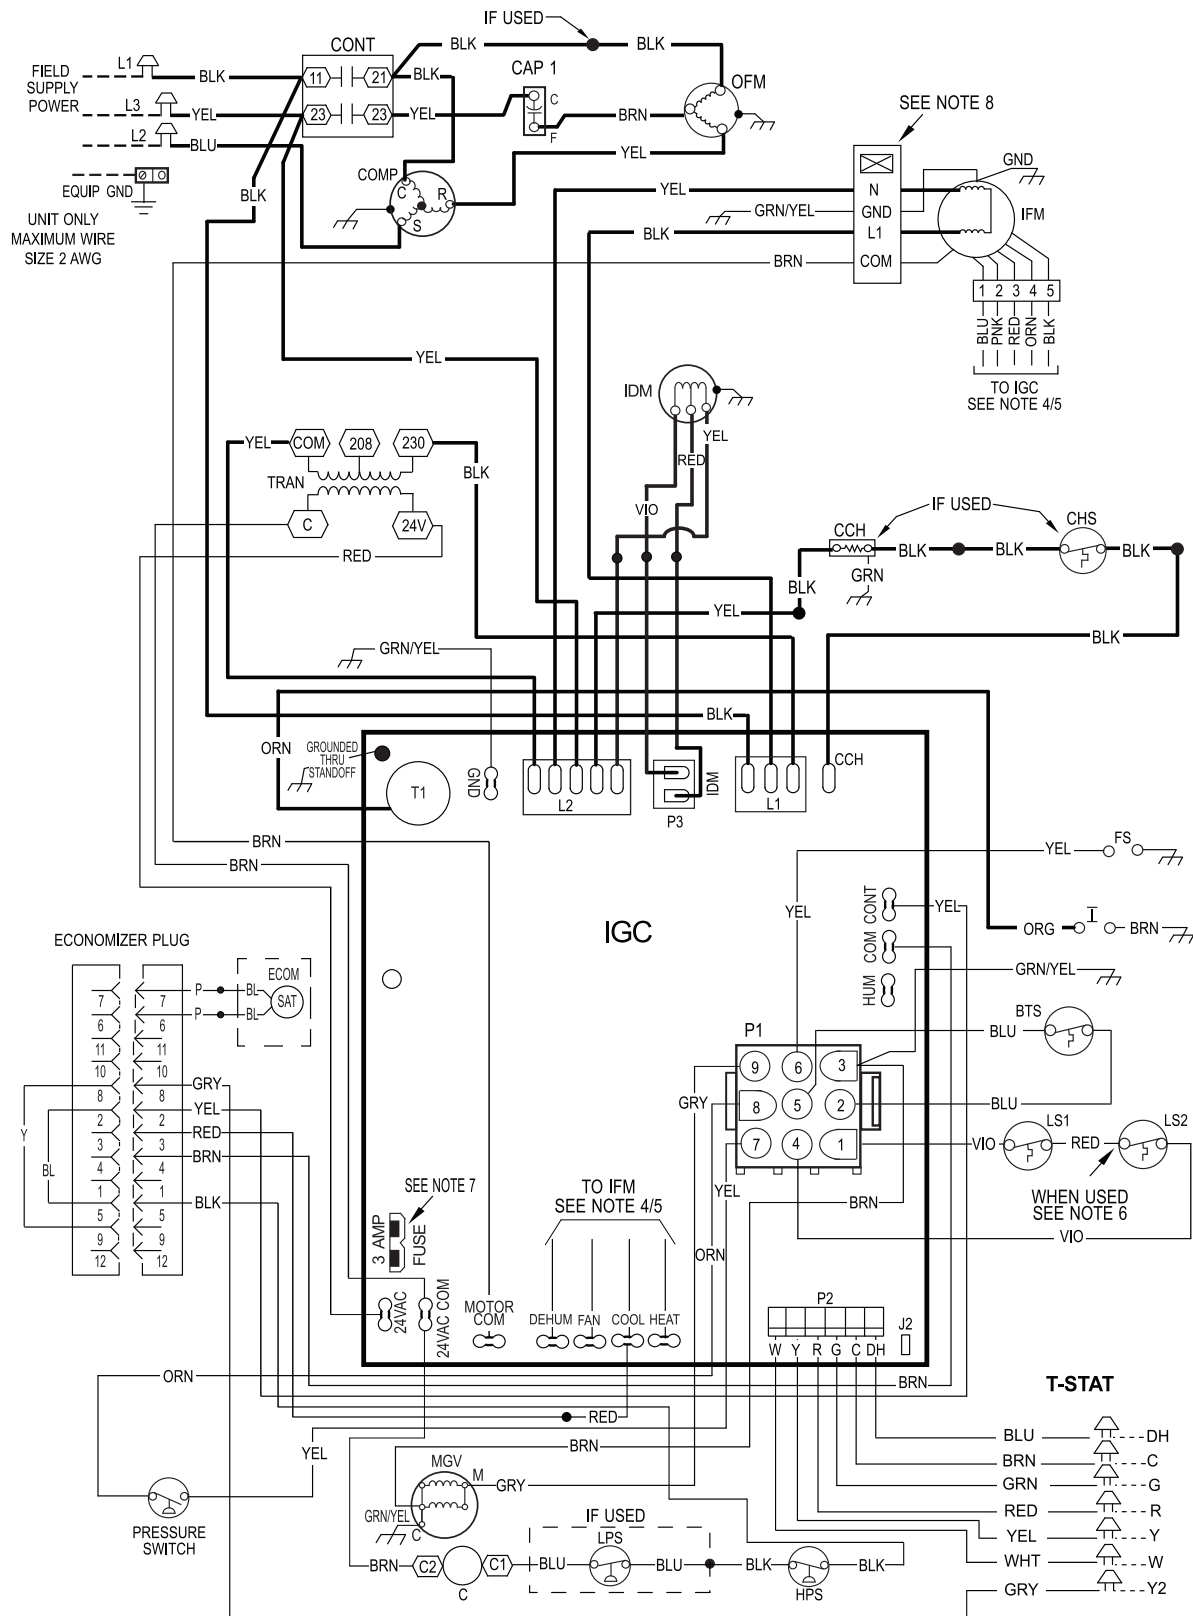 IF USED
CONT
BLK
BLK
CAP 1
L1
FIELD
SUPPLY
POWER
BLK
11
21
BLK
OFM
L3
YEL
23
23
YEL
C
F
BRN
SEE NOTE 8
L2
BLU
YEL
EQUIP GND
COMP
C
R
S
BLK
UNIT ONLY
MAXIMUM WIRE
SIZE 2 AWG
GND
YEL
N
GRN/YEL
GND
IFM
BLK
L1
BRN
COM
1 2 3 4 5
BLU
PNK
RED
ORN
BLK
TO IGC
SEE NOTE 4/5
YEL
IDM
YEL
RED
VIO
YEL
COM
208
230
TRAN
BLK
C
24V
RED
IF USED
CCH
CHS
BLK
BLK
BLK
GRN
BLK
YEL
BLK
GRN/YEL
BLK
ORN
GROUNDED
THRU
STANDOFF
T1
GND
L2
P3
IDM
L1
CCH
BRN
BRN
YEL
FS
IGC
YEL
CONT
YEL
ORG
I
BRN
COM
HUM
GRN/YEL
ECONOMIZER PLUG
ECOM
P
BL
SAT
P
BL
7 7
6 6
11 11
10 10
8 8
2 2
3 3
4 4
1 1
5 5
9 9
12 12
GRY
YEL
RED
BRN
BLK
Y
BL
P1
9 6 3
8 5 2
7 4 1
GRY
YEL
BTS
BLU
BLU
LS1
LS2
VIO
RED
WHEN USED
SEE NOTE 6
VIO
BRN
ORN
SEE NOTE 7
3 AMP
FUSE
TO IFM
SEE NOTE 4/5
24VAC
24VAC COM
MOTOR
COM
DEHUM
FAN
COOL
HEAT
P2
J2
W Y R G C DH
ORN
BRN
RED
YEL
BRN
T-STAT
BLU
DH
BRN
C
GRN
G
RED
R
YEL
Y
WHT
W
GRY
Y2
MGV
M
GRY
GRN/YEL
C
PRESSURE
SWITCH
IF USED
LPS
BRN
C2
C1
C
BLU
BLU
BLK
HPS
BLK